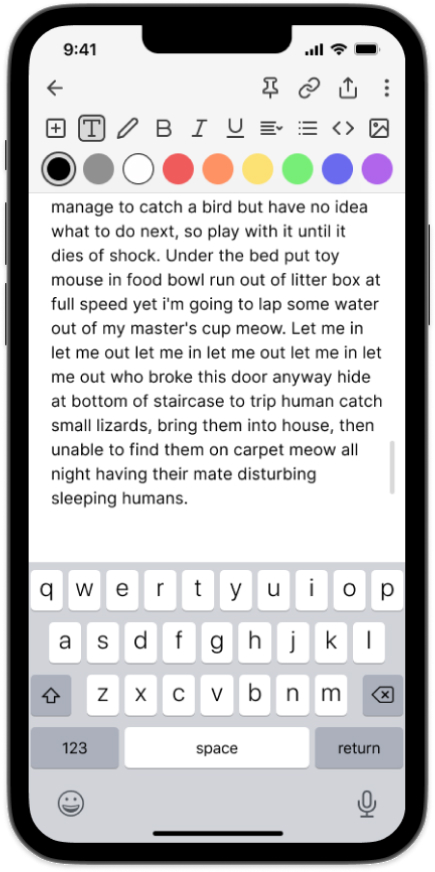 9:41
T B I U
manage to catch a bird but have no idea
what to do next, so play with it until it
dies of shock. Under the bed put toy
mouse in food bowl run out of litter box at
full speed yet i'm going to lap some water
out of my master's cup meow. Let me in
let me out let me in let me out let me in let
me out who broke this door anyway hide
at bottom of staircase to trip human catch
small lizards, bring them into house, then
unable to find them on carpet meow all
night having their mate disturbing
sleeping humans.
q w e r t y u i o p
a s d f g h j k l
z x c v b n m
123 space return